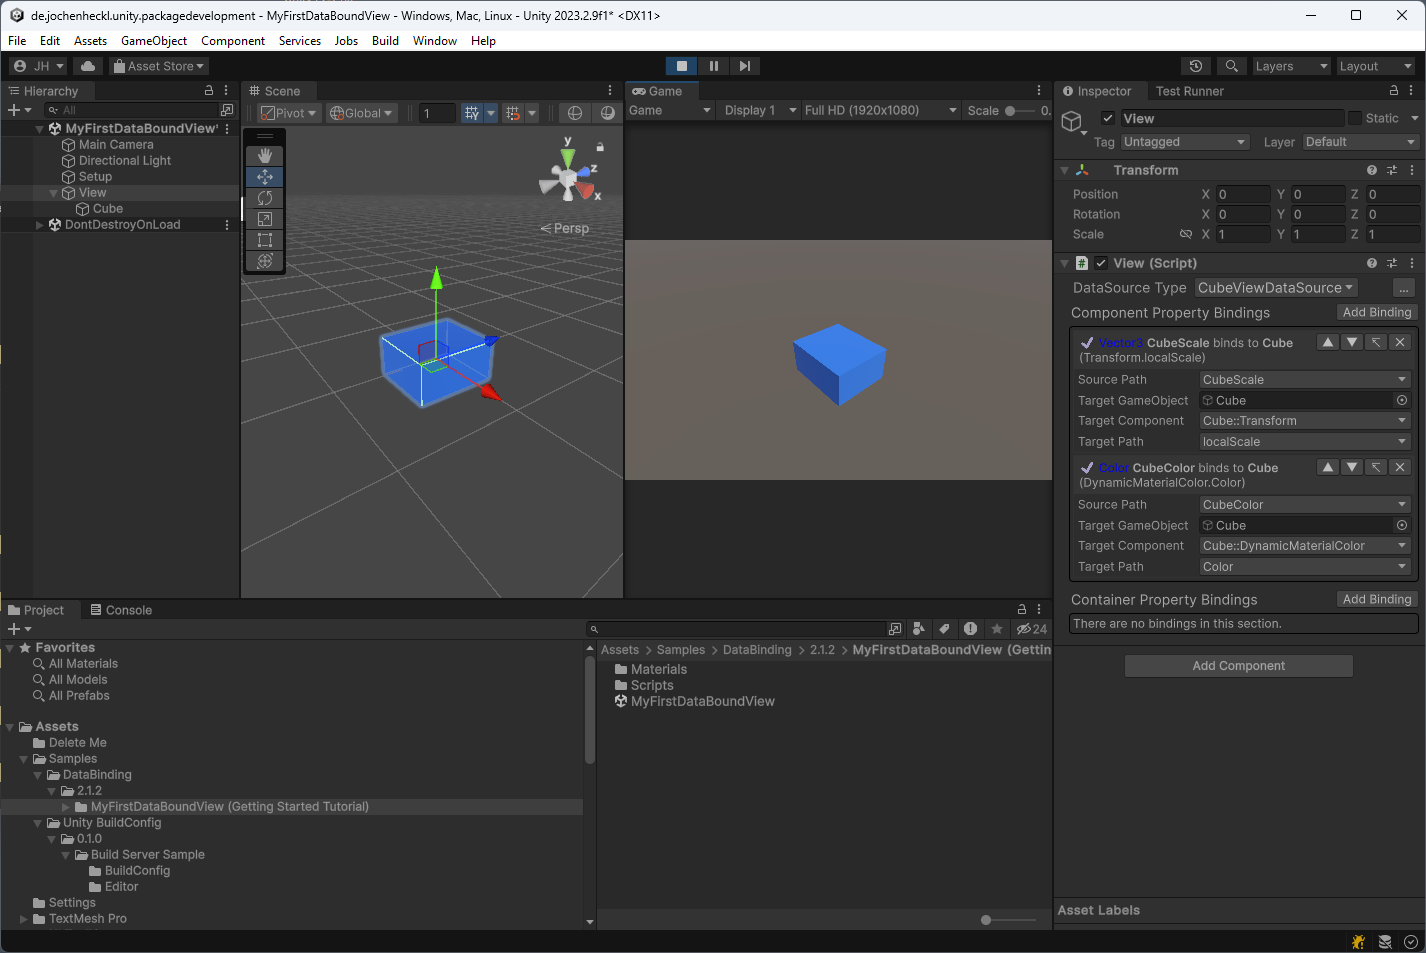 de.jochenheckl.unity.packagedevelopment - MyFirstDataBoundView - Windows, Mac, Linux - Unity 2023.2.9f1* <DX11>
File Edit Assets GameObject Component Services Jobs Build Window Help
JH Asset Store Layers Layout
Hierarchy
All
MyFirstDataBoundView*
Main Camera
Directional Light
Setup
View
Cube
DontDestroyOnLoad
Scene
Pivot Global 1
y
z
x
Persp
Game
Game Display 1 Full HD (1920x1080) Scale 0.
Inspector Test Runner
View Static
Tag Untagged Layer Default
Transform
Position X 0 Y 0 Z 0
Rotation X 0 Y 0 Z 0
Scale X 1 Y 1 Z 1
# View (Script)
DataSource Type CubeViewDataSource ...
Component Property Bindings Add Binding
Vector3 CubeScale binds to Cube
(Transform.localScale)
Source Path CubeScale
Target GameObject Cube
Target Component Cube::Transform
Target Path localScale
Color CubeColor binds to Cube
(DynamicMaterialColor.Color)
Source Path CubeColor
Target GameObject Cube
Target Component Cube::DynamicMaterialColor
Target Path Color
Container Property Bindings Add Binding
There are no bindings in this section.
Add Component
Asset Labels
Project Console
24
Favorites
All Materials
All Models
All Prefabs
Assets
Delete Me
Samples
DataBinding
2.1.2
MyFirstDataBoundView (Getting Started Tutorial)
Unity BuildConfig
0.1.0
Build Server Sample
BuildConfig
Editor
Settings
TextMesh Pro
Assets > Samples > DataBinding > 2.1.2 > MyFirstDataBoundView (Gettin
Materials
Scripts
MyFirstDataBoundView